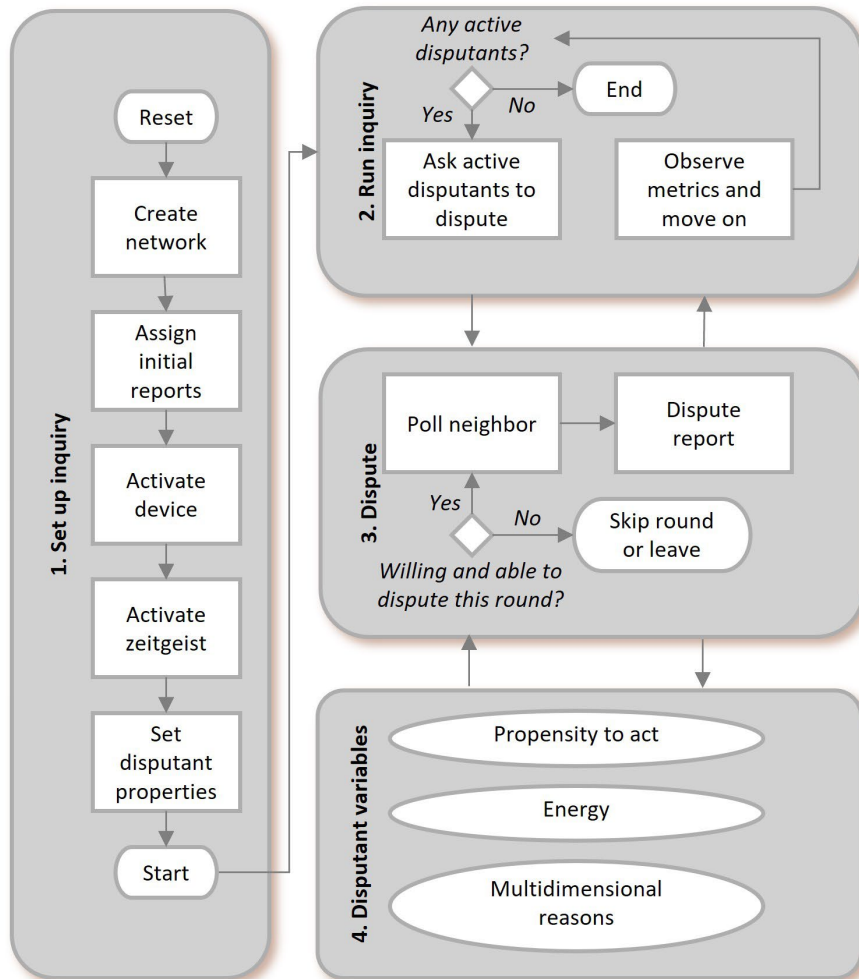 1. Set up inquiry
Reset
Create
network
Assign
initial
reports
Activate
device
Activate
zeitgeist
Set
disputant
properties
Start
2. Run inquiry
Any active
disputants?
Yes
No
End
Ask active
disputants to
dispute
Observe
metrics and
move on
3. Dispute
Poll neighbor
Dispute
report
Yes
No
Skip round
or leave
Willing and able to
dispute this round?
4. Disputant variables
Propensity to act
Energy
Multidimensional
reasons